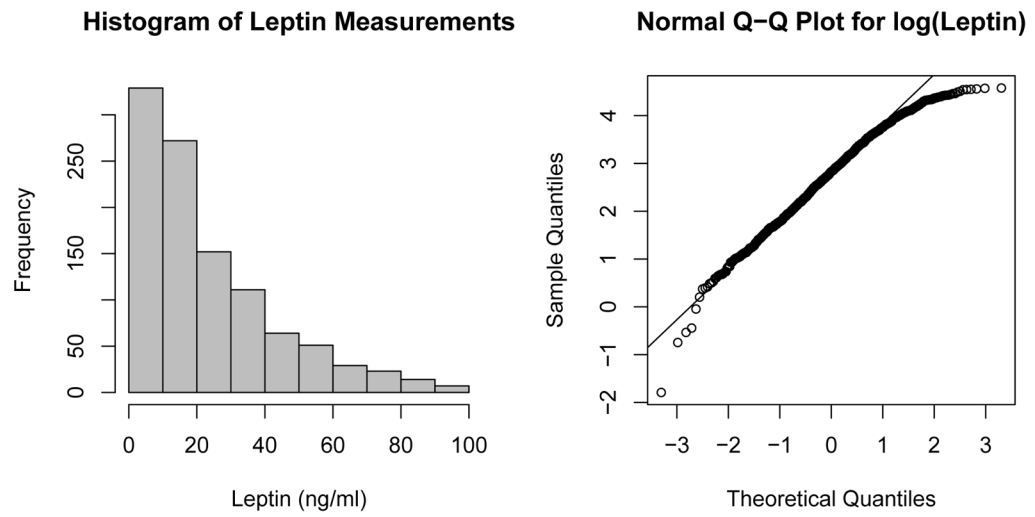 Histogram of Leptin Measurements
Frequency
250
150
50
0
0 20 40 60 80 100
Leptin (ng/ml)
Normal Q−Q Plot for log(Leptin)
Sample Quantiles
4
3
2
1
0
−1
−2
−3 −2 −1 0 1 2 3
Theoretical Quantiles